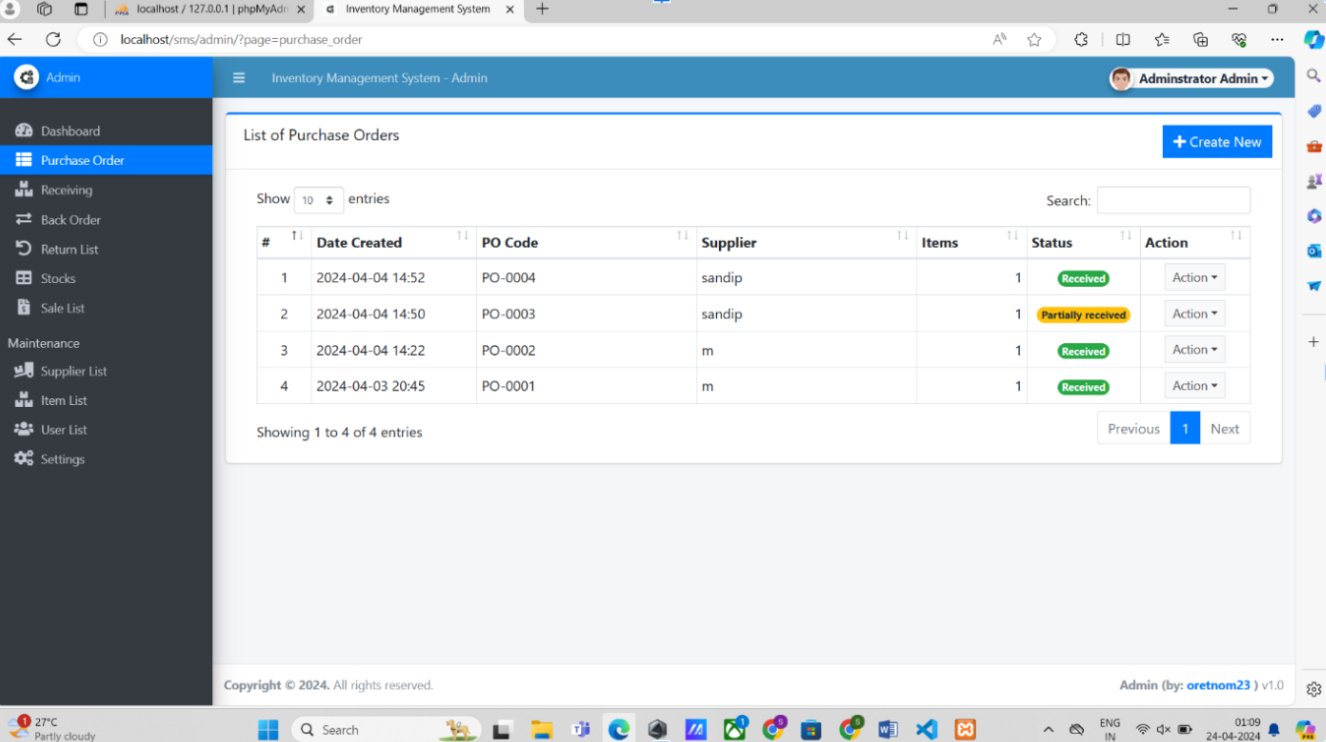 localhost / 127.0.0.1 | phpMyAdm
Inventory Management System
localhost/sms/admin/?page=purchase_order
Admin
Inventory Management System - Admin
Adminstrator Admin
Dashboard
Purchase Order
Receiving
Back Order
Return List
Stocks
Sale List
Maintenance
Supplier List
Item List
User List
Settings
List of Purchase Orders
Create New
Show 10 entries
Search:
# Date Created PO Code Supplier Items Status Action
1 2024-04-04 14:52 PO-0004 sandip 1 Received Action
2 2024-04-04 14:50 PO-0003 sandip 1 Partially received Action
3 2024-04-04 14:22 PO-0002 m 1 Received Action
4 2024-04-03 20:45 PO-0001 m 1 Received Action
Showing 1 to 4 of 4 entries
Previous 1 Next
Copyright © 2024. All rights reserved.
Admin (by: oretnom23 ) v1.0
1
27°C
Partly cloudy
Search
ENG
IN
01:09
24-04-2024